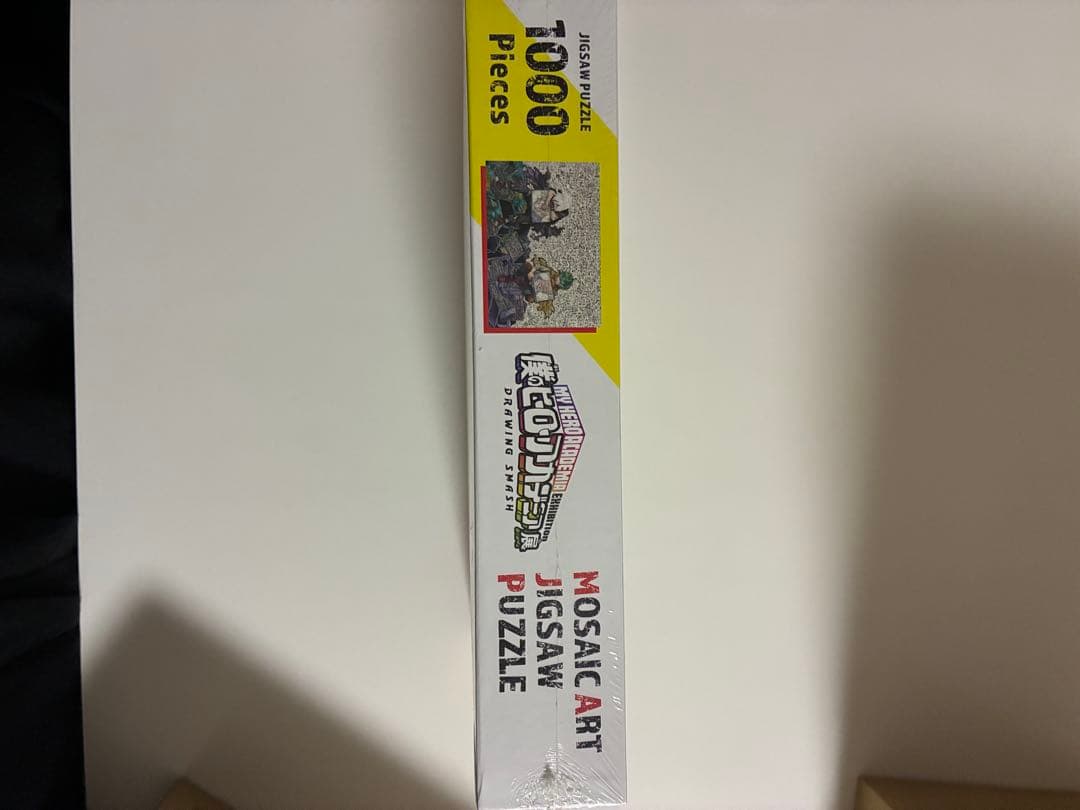 JIGSAW PUZZLE
1000
Pieces
MY HERO ACADEMIA EXHIBITION
僕のヒーローアカデミア展
DRAWING SMASH
MOSAIC ART
JIGSAW
PUZZLE